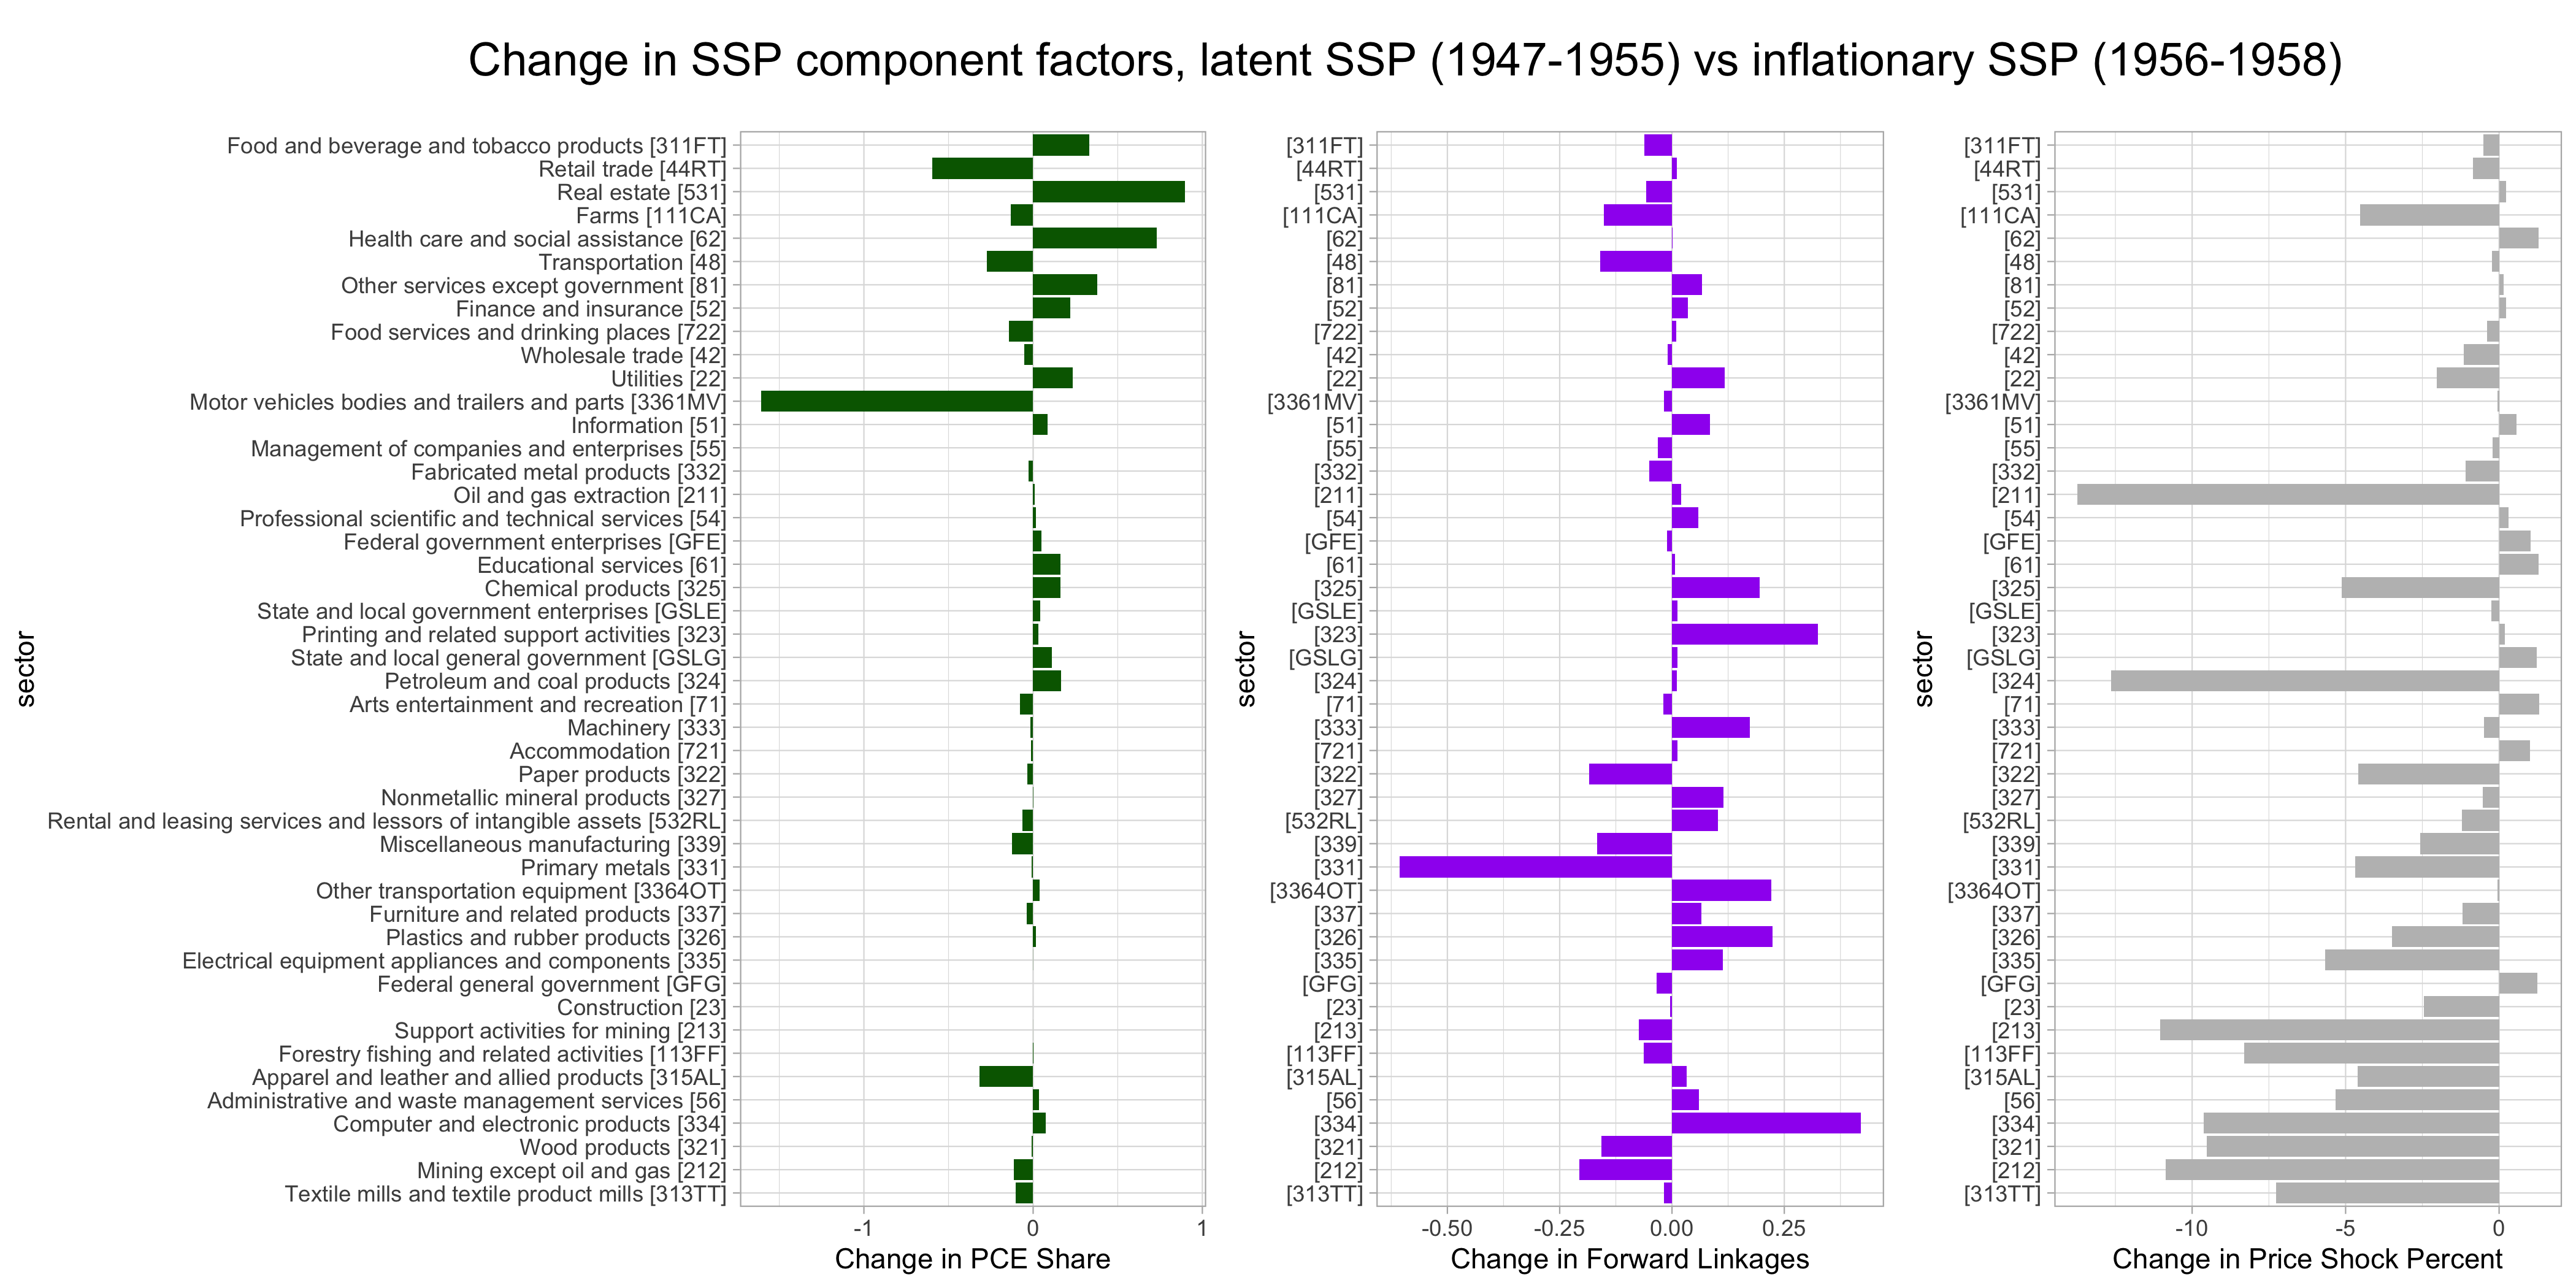 Change in SSP component factors, latent SSP (1947-1955) vs inflationary SSP (1956-1958)
sector
Food and beverage and tobacco products [311FT]
Retail trade [44RT]
Real estate [531]
Farms [111CA]
Health care and social assistance [62]
Transportation [48]
Other services except government [81]
Finance and insurance [52]
Food services and drinking places [722]
Wholesale trade [42]
Utilities [22]
Motor vehicles bodies and trailers and parts [3361MV]
Information [51]
Management of companies and enterprises [55]
Fabricated metal products [332]
Oil and gas extraction [211]
Professional scientific and technical services [54]
Federal government enterprises [GFE]
Educational services [61]
Chemical products [325]
State and local government enterprises [GSLE]
Printing and related support activities [323]
State and local general government [GSLG]
Petroleum and coal products [324]
Arts entertainment and recreation [71]
Machinery [333]
Accommodation [721]
Paper products [322]
Nonmetallic mineral products [327]
Rental and leasing services and lessors of intangible assets [532RL]
Miscellaneous manufacturing [339]
Primary metals [331]
Other transportation equipment [3364OT]
Furniture and related products [337]
Plastics and rubber products [326]
Electrical equipment appliances and components [335]
Federal general government [GFG]
Construction [23]
Support activities for mining [213]
Forestry fishing and related activities [113FF]
Apparel and leather and allied products [315AL]
Administrative and waste management services [56]
Computer and electronic products [334]
Wood products [321]
Mining except oil and gas [212]
Textile mills and textile product mills [313TT]
-1 0 1
Change in PCE Share
sector
[311FT]
[44RT]
[531]
[111CA]
[62]
[48]
[81]
[52]
[722]
[42]
[22]
[3361MV]
[51]
[55]
[332]
[211]
[54]
[GFE]
[61]
[325]
[GSLE]
[323]
[GSLG]
[324]
[71]
[333]
[721]
[322]
[327]
[532RL]
[339]
[331]
[3364OT]
[337]
[326]
[335]
[GFG]
[23]
[213]
[113FF]
[315AL]
[56]
[334]
[321]
[212]
[313TT]
-0.50 -0.25 0.00 0.25
Change in Forward Linkages
sector
[311FT]
[44RT]
[531]
[111CA]
[62]
[48]
[81]
[52]
[722]
[42]
[22]
[3361MV]
[51]
[55]
[332]
[211]
[54]
[GFE]
[61]
[325]
[GSLE]
[323]
[GSLG]
[324]
[71]
[333]
[721]
[322]
[327]
[532RL]
[339]
[331]
[3364OT]
[337]
[326]
[335]
[GFG]
[23]
[213]
[113FF]
[315AL]
[56]
[334]
[321]
[212]
[313TT]
-10 -5 0
Change in Price Shock Percent